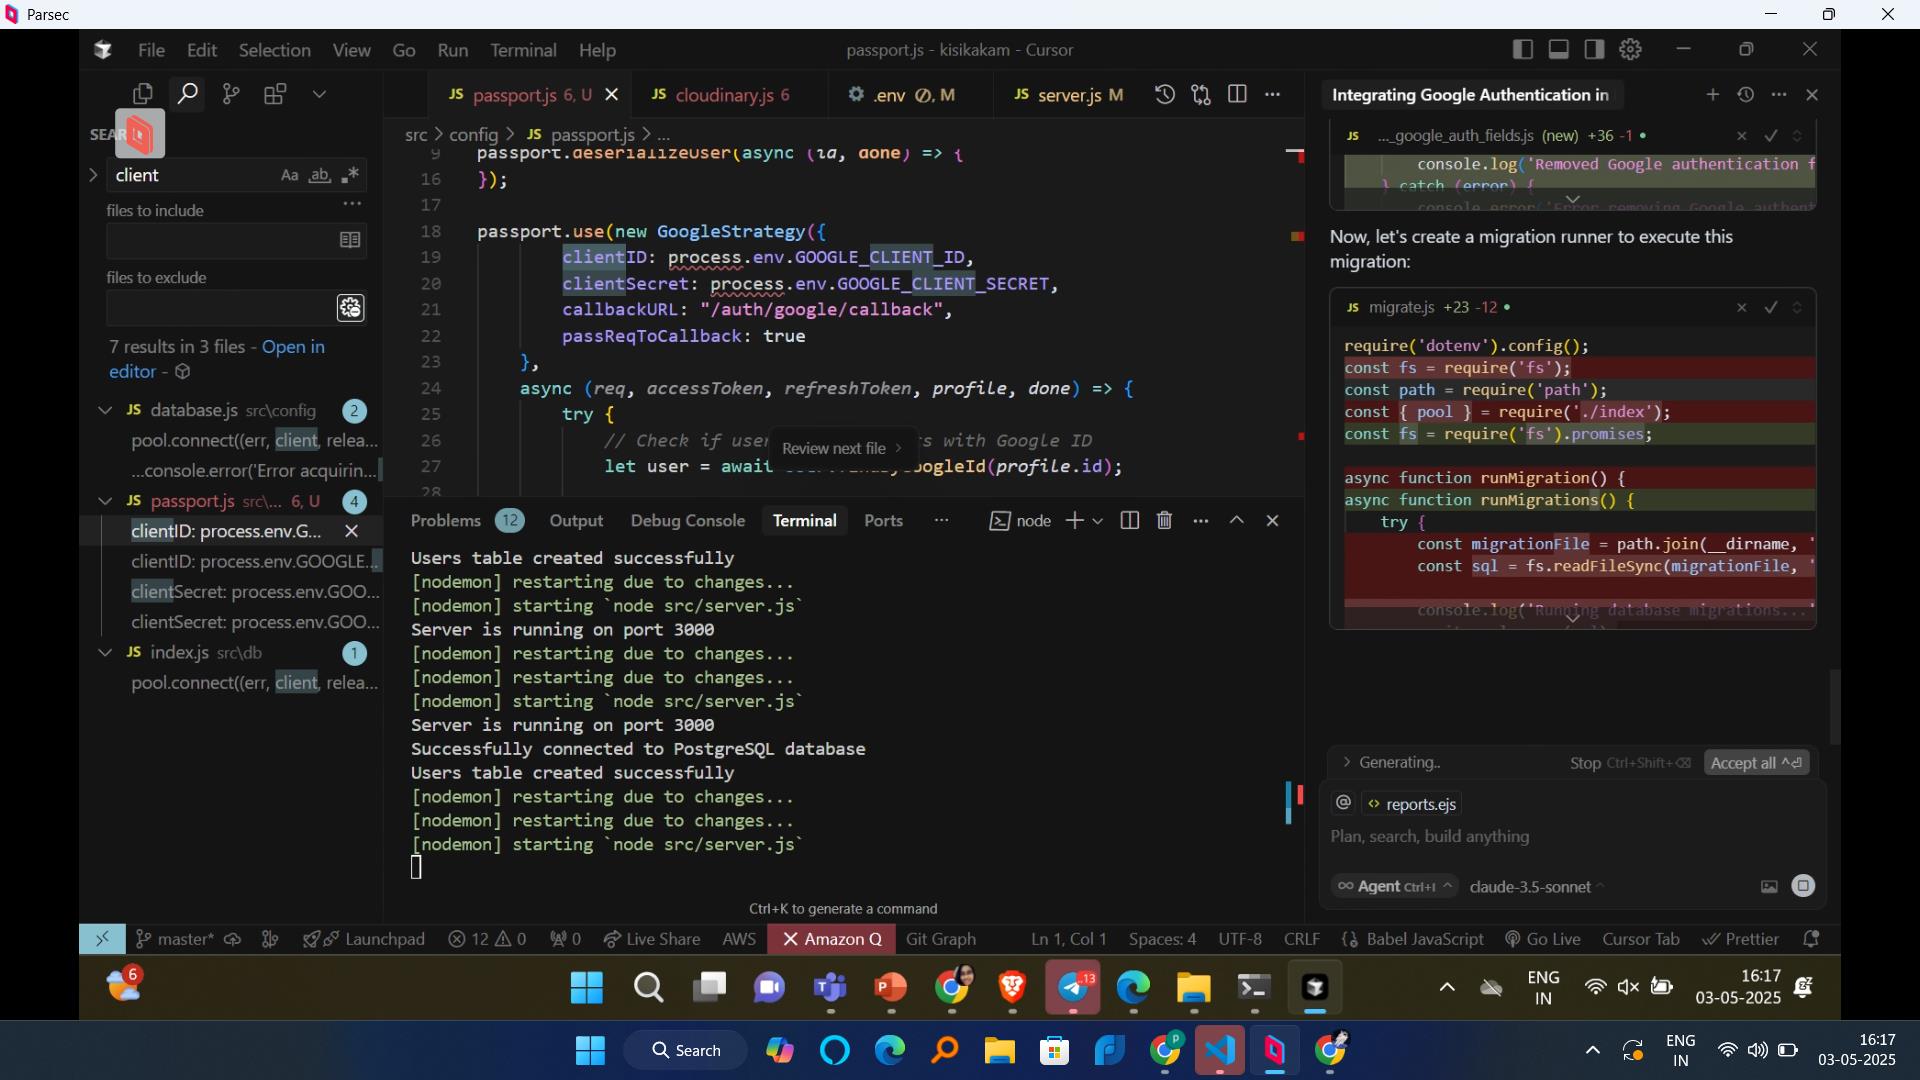 Parsec
File Edit Selection View Go Run Terminal Help
passport.js - kisikakam - Cursor
JS passport.js 6, U
JS cloudinary.js 6
.env M
JS server.js M
Integrating Google Authentication in
SEAR
client
Aa ab
files to include
files to exclude
7 results in 3 files - Open in
editor -
JS database.js src\config 2
pool.connect((err, client, relea...
...console.error('Error acquirin...
JS passport.js src\... 6, U 4
clientID: process.env.G...
clientID: process.env.GOOGLE...
clientSecret: process.env.GOO...
clientSecret: process.env.GOO...
JS index.js src\db 1
pool.connect((err, client, relea...
src > config > JS passport.js > ...
9 passport.deserializeUser(async (id, done) => {
16 });
17
18 passport.use(new GoogleStrategy({
19 clientID: process.env.GOOGLE_CLIENT_ID,
20 clientSecret: process.env.GOOGLE_CLIENT_SECRET,
21 callbackURL: "/auth/google/callback",
22 passReqToCallback: true
23 },
24 async (req, accessToken, refreshToken, profile, done) => {
25 try {
26 // Check if user with Google ID
Review next file >
27 let user = await (profile.id);
28
Problems 12 Output Debug Console Terminal Ports ... node
Users table created successfully
[nodemon] restarting due to changes...
[nodemon] starting `node src/server.js`
Server is running on port 3000
[nodemon] restarting due to changes...
[nodemon] restarting due to changes...
[nodemon] starting `node src/server.js`
Server is running on port 3000
Successfully connected to PostgreSQL database
Users table created successfully
[nodemon] restarting due to changes...
[nodemon] restarting due to changes...
[nodemon] starting `node src/server.js`
Ctrl+K to generate a command
JS ..._google_auth_fields.js (new) +36 -1
console.log('Removed Google authentication f
} catch (error) {
console.error('Error removing Google authent
Now, let's create a migration runner to execute this
migration:
JS migrate.js +23 -12
require('dotenv').config();
const fs = require('fs');
const path = require('path');
const { pool } = require('./index');
const fs = require('fs').promises;
async function runMigration() {
async function runMigrations() {
try {
const migrationFile = path.join(__dirname, '
const sql = fs.readFileSync(migrationFile, '
console.log('Running database migrations...'
> Generating.. Stop Ctrl+Shift+ Accept all
@ <> reports.ejs
Plan, search, build anything
Agent Ctrl+I claude-3.5-sonnet
master* Launchpad 12 0 0 Live Share AWS Amazon Q Git Graph Ln 1, Col 1 Spaces: 4 UTF-8 CRLF {} Babel JavaScript Go Live Cursor Tab Prettier
6
13
ENG
IN
16:17
03-05-2025
Search
P
ENG
IN
16:17
03-05-2025